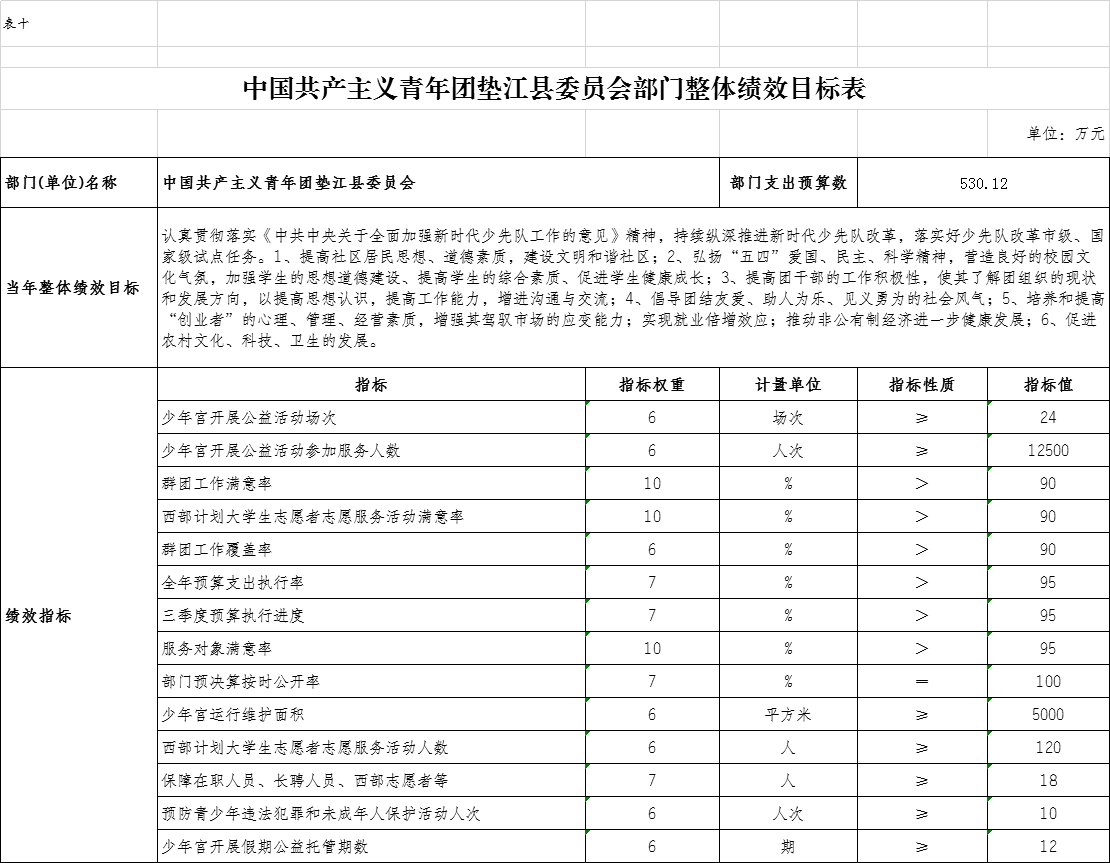 表十
中国共产主义青年团垫江县委员会部门整体绩效目标表
单位：万元
部门(单位)名称 中国共产主义青年团垫江县委员会 部门支出预算数 530.12
当年整体绩效目标
认真贯彻落实《中共中央关于全面加强新时代少先队工作的意见》精神，持续纵深推进新时代少先队改革，落实好少先队改革市级、国
家级试点任务。1、提高社区居民思想、道德素质，建设文明和谐社区；2、弘扬“五四”爱国、民主、科学精神，营造良好的校园文
化气氛，加强学生的思想道德建设、提高学生的综合素质、促进学生健康成长；3、提高团干部的工作积极性，使其了解团组织的现状
和发展方向，以提高思想认识，提高工作能力，增进沟通与交流；4、倡导团结友爱、助人为乐、见义勇为的社会风气；5、培养和提高
“创业者”的心理、管理、经营素质，增强其驾驭市场的应变能力；实现就业倍增效应；推动非公有制经济进一步健康发展；6、促进
农村文化、科技、卫生的发展。
绩效指标
指标 指标权重 计量单位 指标性质 指标值
少年宫开展公益活动场次 6 场次 ≥ 24
少年宫开展公益活动参加服务人数 6 人次 ≥ 12500
群团工作满意率 10 % ＞ 90
西部计划大学生志愿者志愿服务活动满意率 10 % ＞ 90
群团工作覆盖率 6 % ＞ 90
全年预算支出执行率 7 % ＞ 95
三季度预算执行进度 7 % ＞ 95
服务对象满意率 10 % ＞ 95
部门预决算按时公开率 7 % ＝ 100
少年宫运行维护面积 6 平方米 ≥ 5000
西部计划大学生志愿者志愿服务活动人数 6 人 ≥ 120
保障在职人员、长聘人员、西部志愿者等 7 人 ≥ 18
预防青少年违法犯罪和未成年人保护活动人次 6 人次 ≥ 10
少年宫开展假期公益托管期数 6 期 ≥ 12